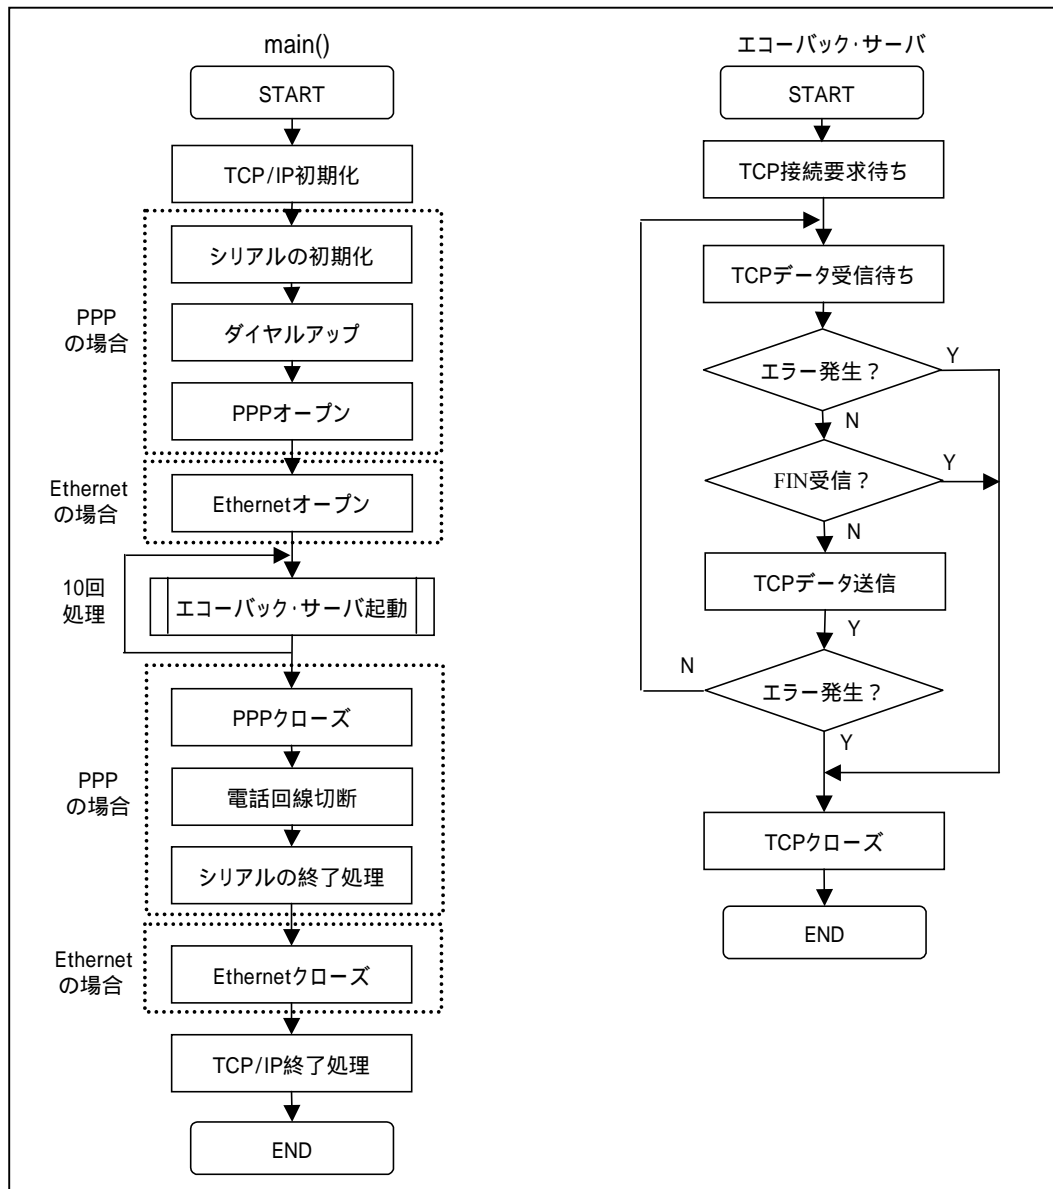 main()
START
TCP/IP初期化
PPP
の場合
シリアルの初期化
ダイヤルアップ
PPPオープン
Ethernet
の場合
Ethernetオープン
10回
処理
エコーバック・サーバ起動
PPP
の場合
PPPクローズ
電話回線切断
シリアルの終了処理
Ethernet
の場合
Ethernetクローズ
TCP/IP終了処理
END
エコーバック・サーバ
START
TCP接続要求待ち
TCPデータ受信待ち
エラー発生？
Y
N
FIN受信？
Y
N
TCPデータ送信
Y
N
エラー発生？
Y
TCPクローズ
END